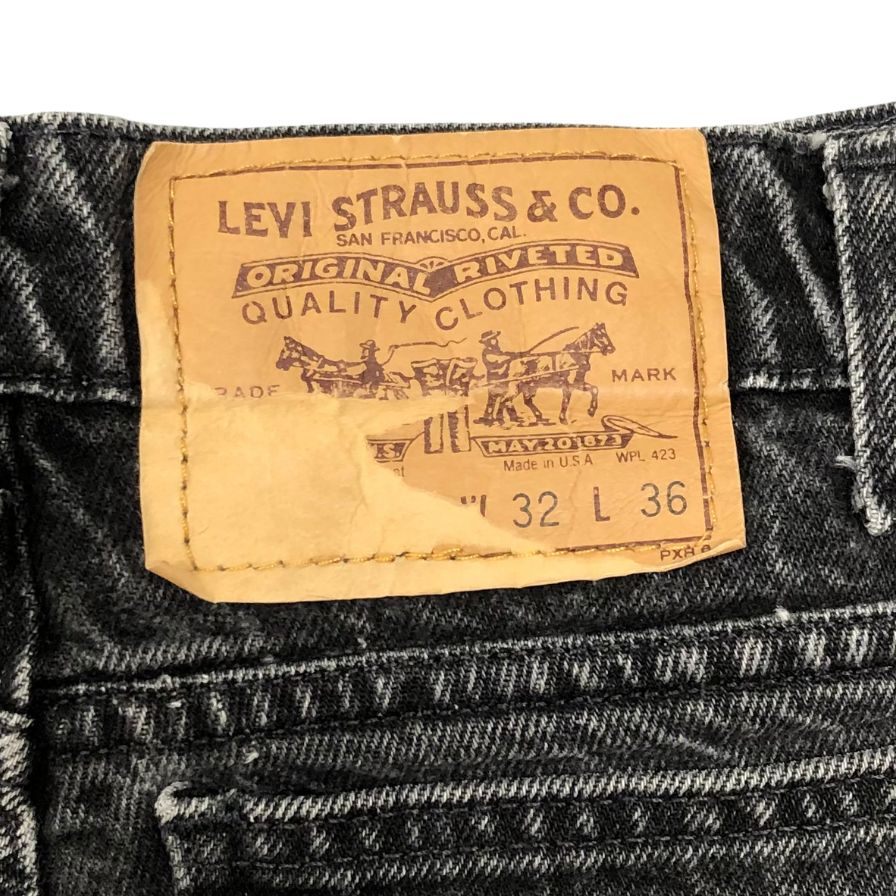 LEVI STRAUSS & CO.
SAN FRANCISCO, CAL.
ORIGINAL RIVETED
QUALITY CLOTHING
TRADE MARK
U.S. MAY 20 1873
Made in U.S.A WPL 423
W 32 L 36